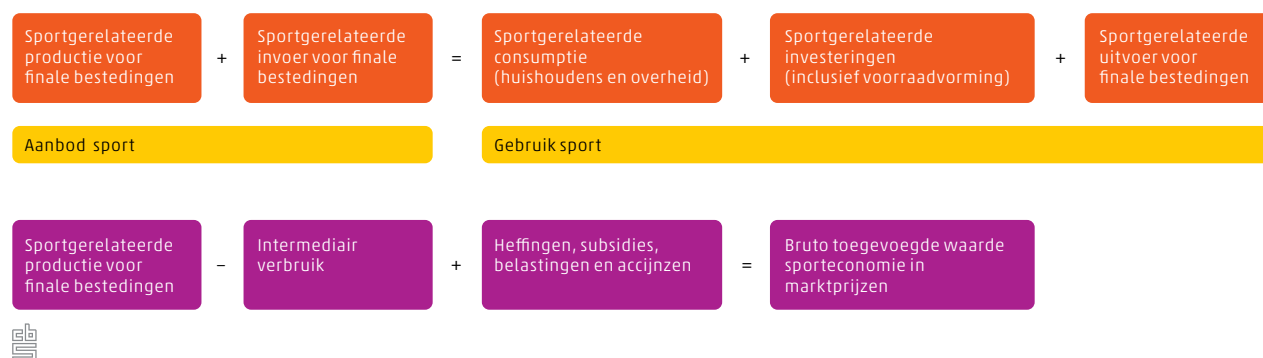 Sportgerelateerde
productie voor
finale bestedingen
+
Sportgerelateerde
invoer voor finale
bestedingen
=
Sportgerelateerde
consumptie
(huishoudens en overheid)
+
Sportgerelateerde
investeringen
(inclusief voorraadvorming)
+
Sportgerelateerde
uitvoer voor
finale bestedingen
Aanbod sport
Gebruik sport
Sportgerelateerde
productie voor
finale bestedingen
–
Intermediair
verbruik
+
Heffingen, subsidies,
belastingen en accijnzen
=
Bruto toegevoegde waarde
sporteconomie in
marktprijzen
cbs